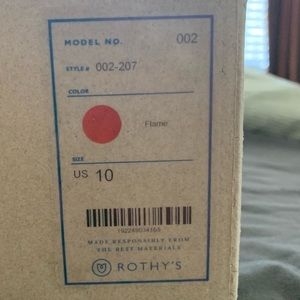 MODEL NO. 002
STYLE# 002-207
COLOR
Flame
SIZE
US 10
MADE RESPONSIBLY FROM
THE BEST MATERIALS
ROTHY'S